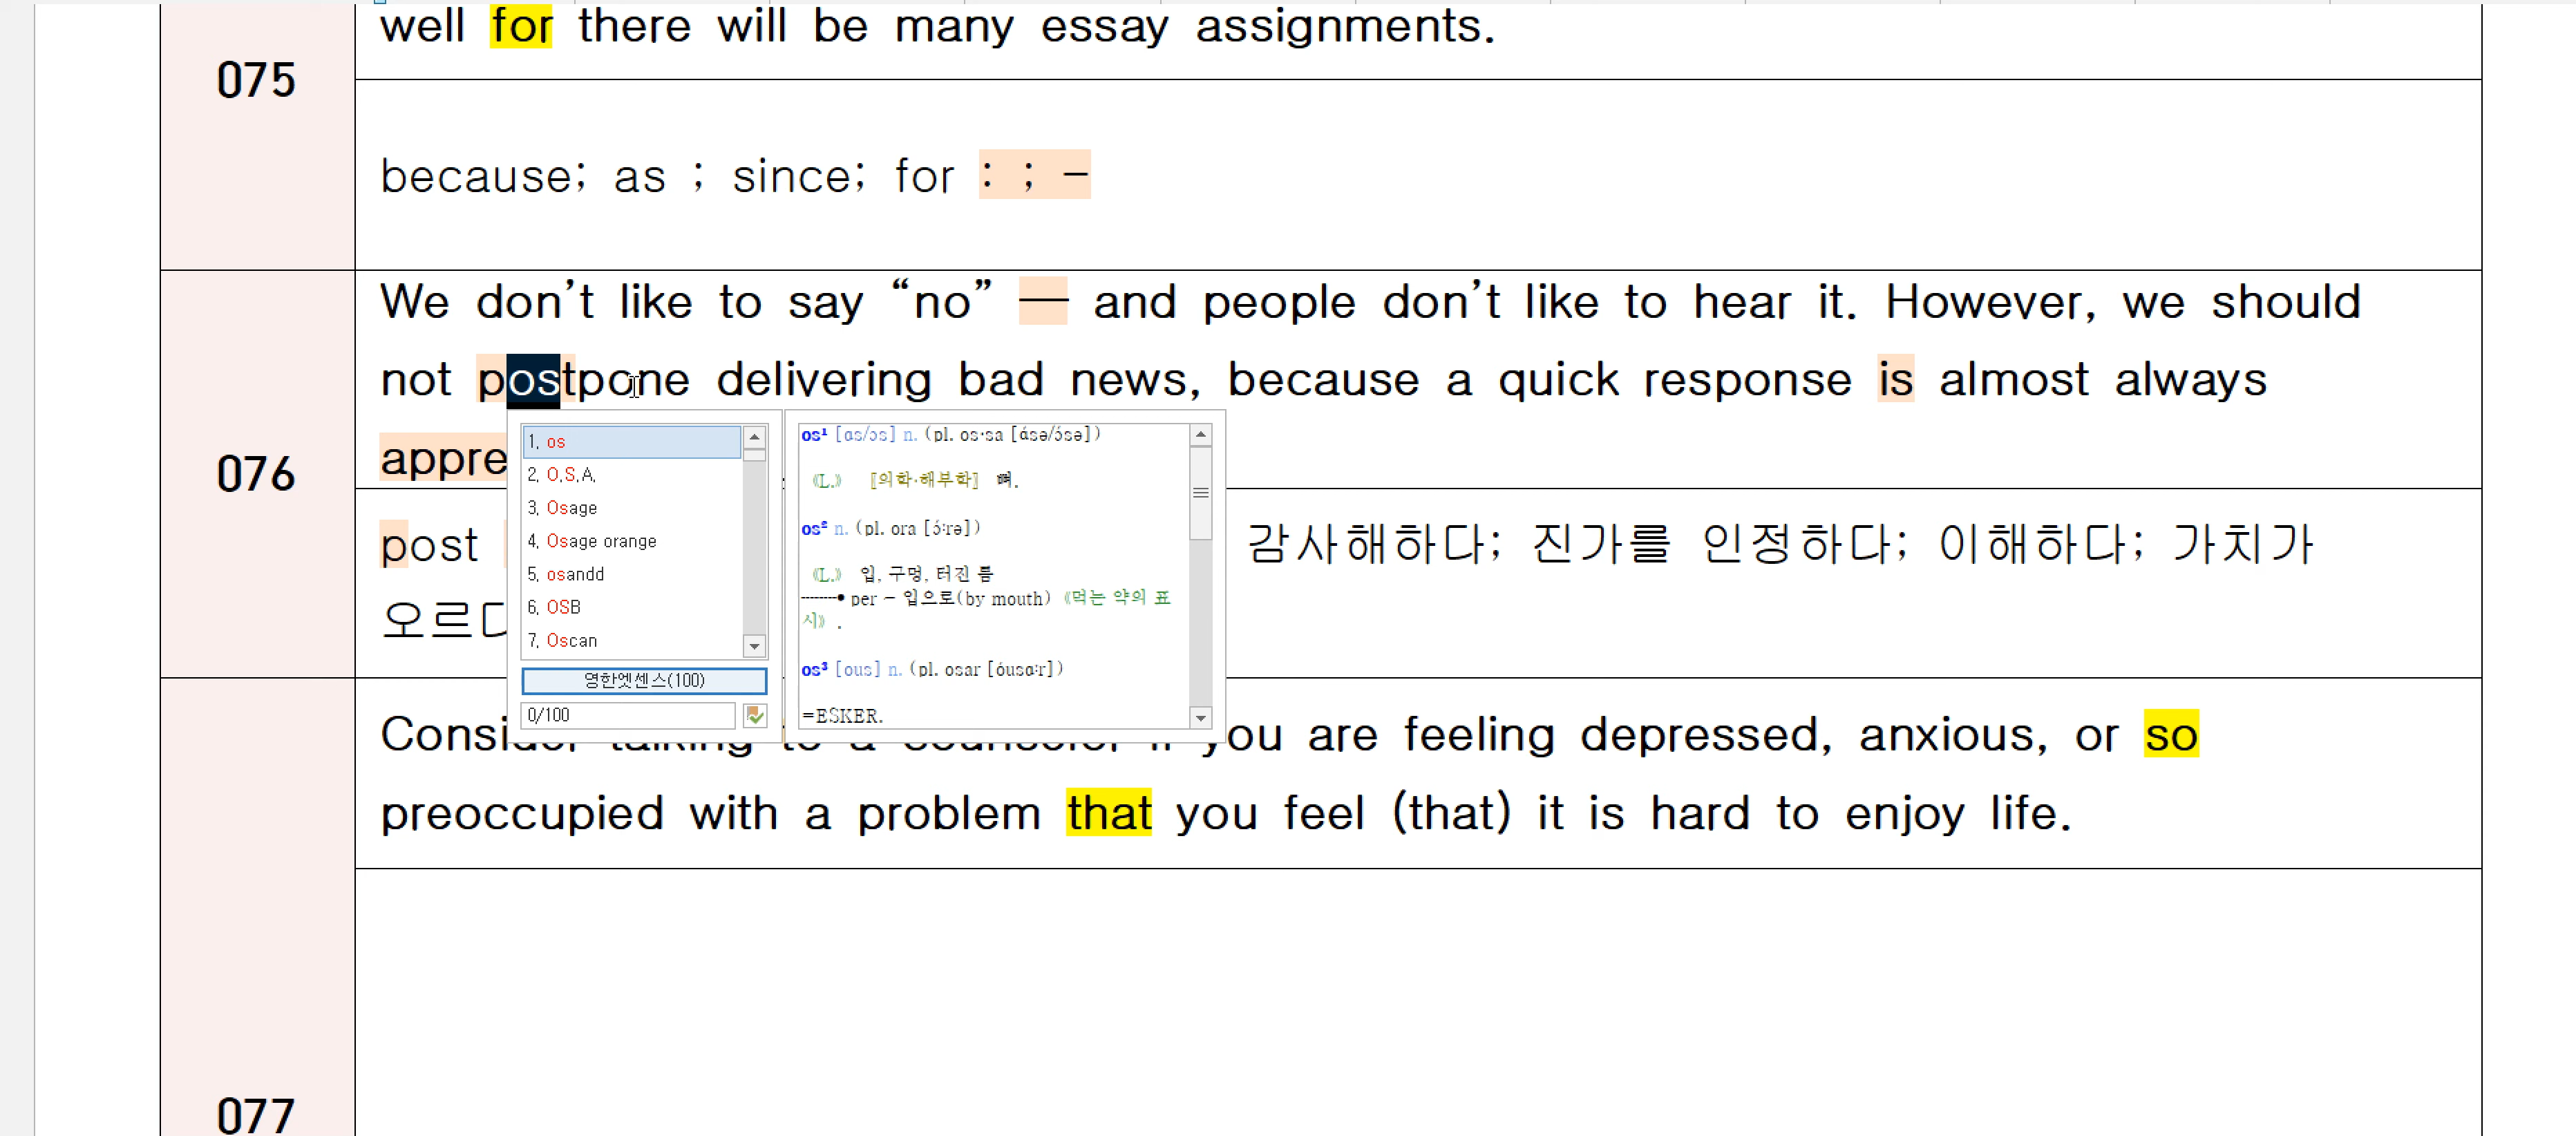 well for there will be many essay assignments.
075
because; as ; since; for : ; -
We don't like to say “no” — and people don't like to hear it. However, we should
not postpone delivering bad news, because a quick response is almost always
076
appre
post
감사해하다; 진가를 인정하다; 이해하다; 가치가
오르다
1. os
2. O.S.A.
3. Osage
4. Osage orange
5. osandd
6. OSB
7. Oscan
영한엣센스(100)
0/100
os¹ [ɑs/ɔs] n. (pl. os·sa [ɑ́sə/ɔ́sə])
《L.》 〖의학·해부학〗 뼈.
os² n. (pl. ora [ɔ́ːrə])
《L.》 입, 구멍, 터진 틈
--------● per – 입으로(by mouth) 《먹는 약의 표
시》 .
os³ [ous] n. (pl. osar [óusɑːr])
=ESKER.
Consider talking to a counselor if you are feeling depressed, anxious, or so
preoccupied with a problem that you feel (that) it is hard to enjoy life.
077